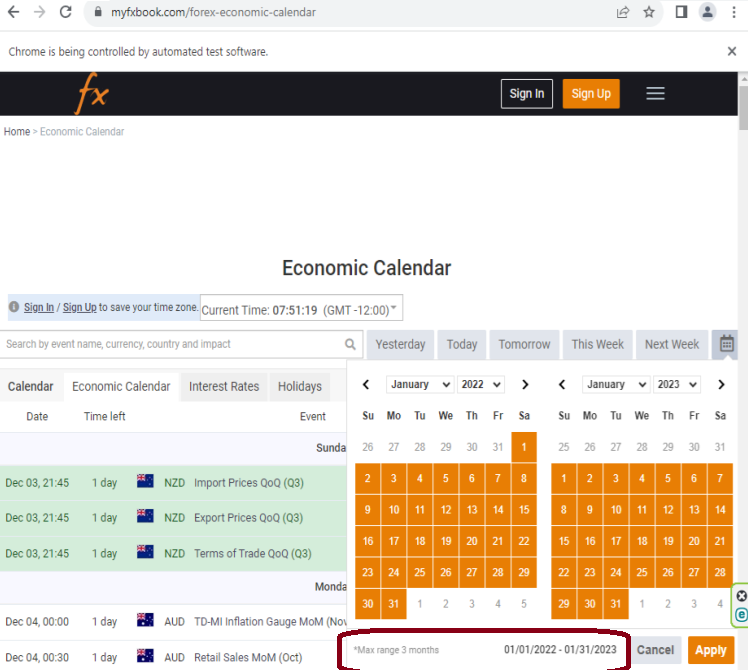 myfxbook.com/forex-economic-calendar
Chrome is being controlled by automated test software.
fx
Sign In
Sign Up
Home > Economic Calendar
Economic Calendar
Sign In / Sign Up to save your time zone.
Current Time: 07:51:19 (GMT -12:00)
Search by event name, currency, country and impact
Yesterday
Today
Tomorrow
This Week
Next Week
Calendar
Economic Calendar
Interest Rates
Holidays
Date Time left Event
Sunda
Dec 03, 21:45 1 day NZD Import Prices QoQ (Q3)
Dec 03, 21:45 1 day NZD Export Prices QoQ (Q3)
Dec 03, 21:45 1 day NZD Terms of Trade QoQ (Q3)
Monda
Dec 04, 00:00 1 day AUD TD-MI Inflation Gauge MoM (Nov
Dec 04, 00:30 1 day AUD Retail Sales MoM (Oct)
January 2022
Su Mo Tu We Th Fr Sa
26 27 28 29 30 31 1
2 3 4 5 6 7 8
9 10 11 12 13 14 15
16 17 18 19 20 21 22
23 24 25 26 27 28 29
30 31 1 2 3 4 5
January 2023
Su Mo Tu We Th Fr Sa
25 26 27 28 29 30 31
1 2 3 4 5 6 7
8 9 10 11 12 13 14
15 16 17 18 19 20 21
22 23 24 25 26 27 28
29 30 31 1 2 3 4
*Max range 3 months
01/01/2022 - 01/31/2023
Cancel
Apply